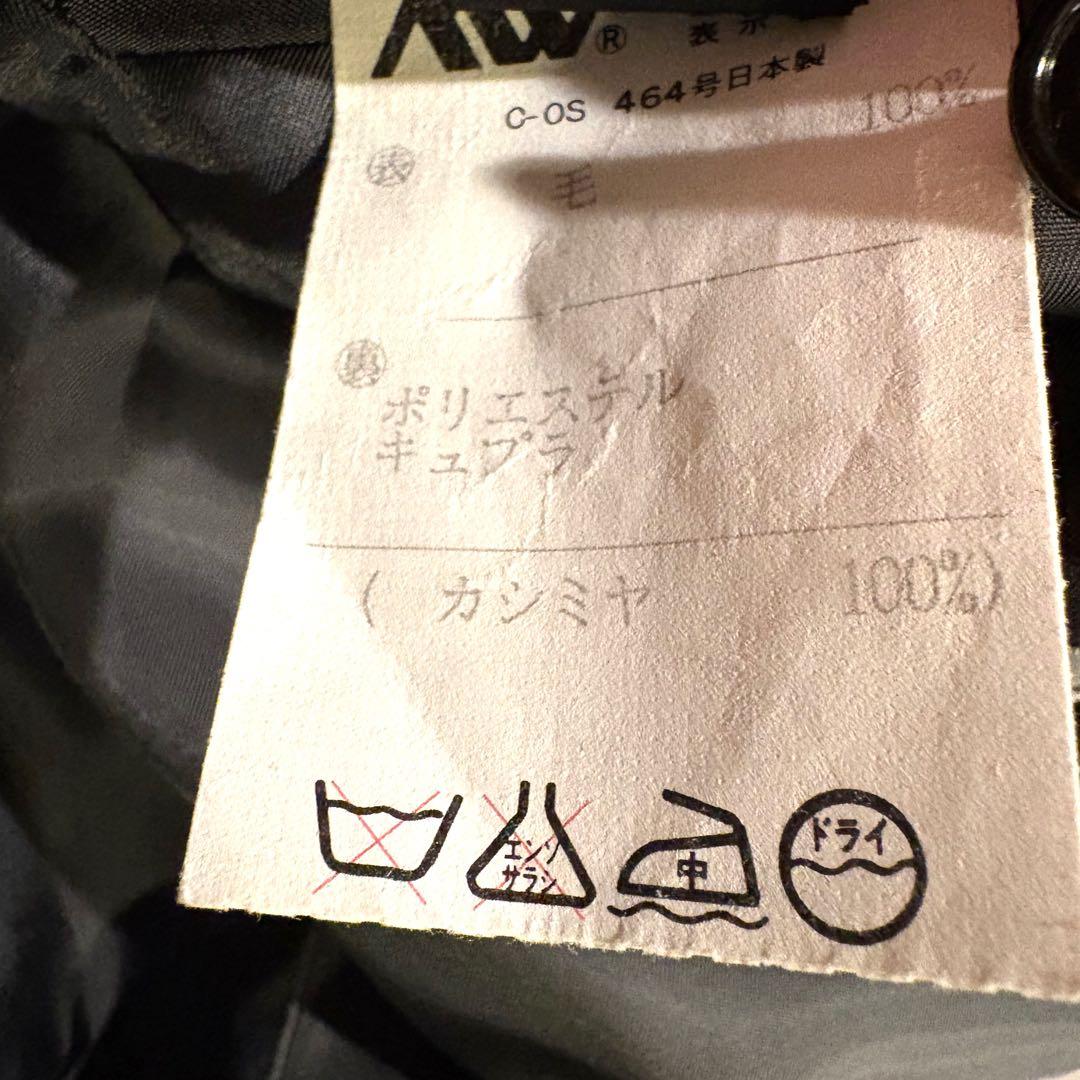 AW® 表示
C-OS 464号日本製
表 毛 100%
裏
ポリエステル
キュプラ
( カシミヤ 100%)
エンソ
サラシ
中
ドライ